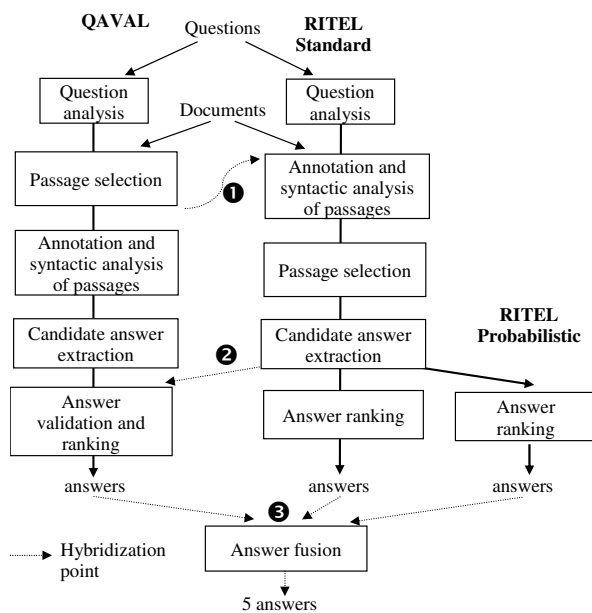 QAVAL
Questions
RITEL
Standard
Question
analysis
Question
analysis
Documents
Passage selection
❶
Annotation and
syntactic analysis
of passages
Annotation and
syntactic analysis
of passages
Passage selection
RITEL
Probabilistic
Candidate answer
extraction
❷
Candidate answer
extraction
Answer
validation and
ranking
Answer ranking
Answer
ranking
answers
answers
answers
❸
Hybridization
point
Answer fusion
5 answers